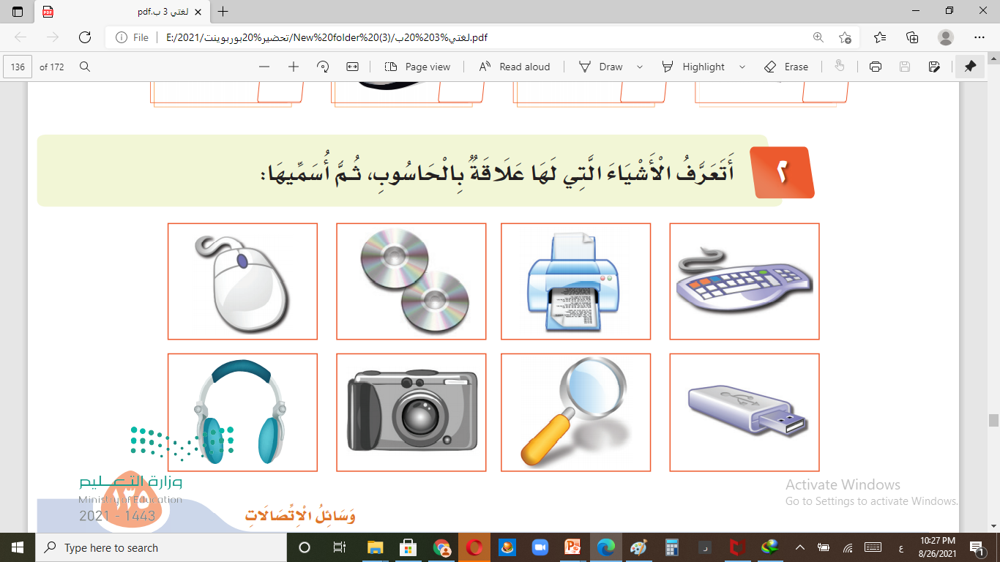 لغتي 3 ب.pdf
File
E:/2021/تحضير%20بوربوينت/New%20folder%20(3)/لغتي%203%20ب.pdf
136 of 172
Page view
Read aloud
Draw
Highlight
Erase
٢
أَتَعَرَّفُ الْأَشْيَاءَ الَّتِي لَهَا عَلَاقَةٌ بِالْحَاسُوبِ، ثُمَّ أُسَمِّيهَا:
وزارة التعليم
Ministry of Education
2021 - 1443
١٣٥
وَسَائِلُ الْاِتِّصَالَاتِ
Activate Windows
Go to Settings to activate Windows.
Type here to search
ع
10:27 PM
8/26/2021